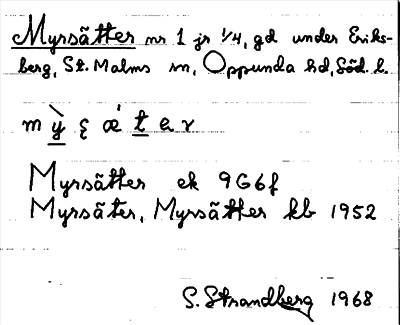 Myrsätter nr 1 jr 1/4, gd under Eriks-
berg, St. Malms sn, Oppunda hd, Söd. l.
m ỳ̖ ξ æ´ t e r
Myrsätter ek 9G6f
Myrsäter, Myrsätter kb 1952
S. Strandberg 1968